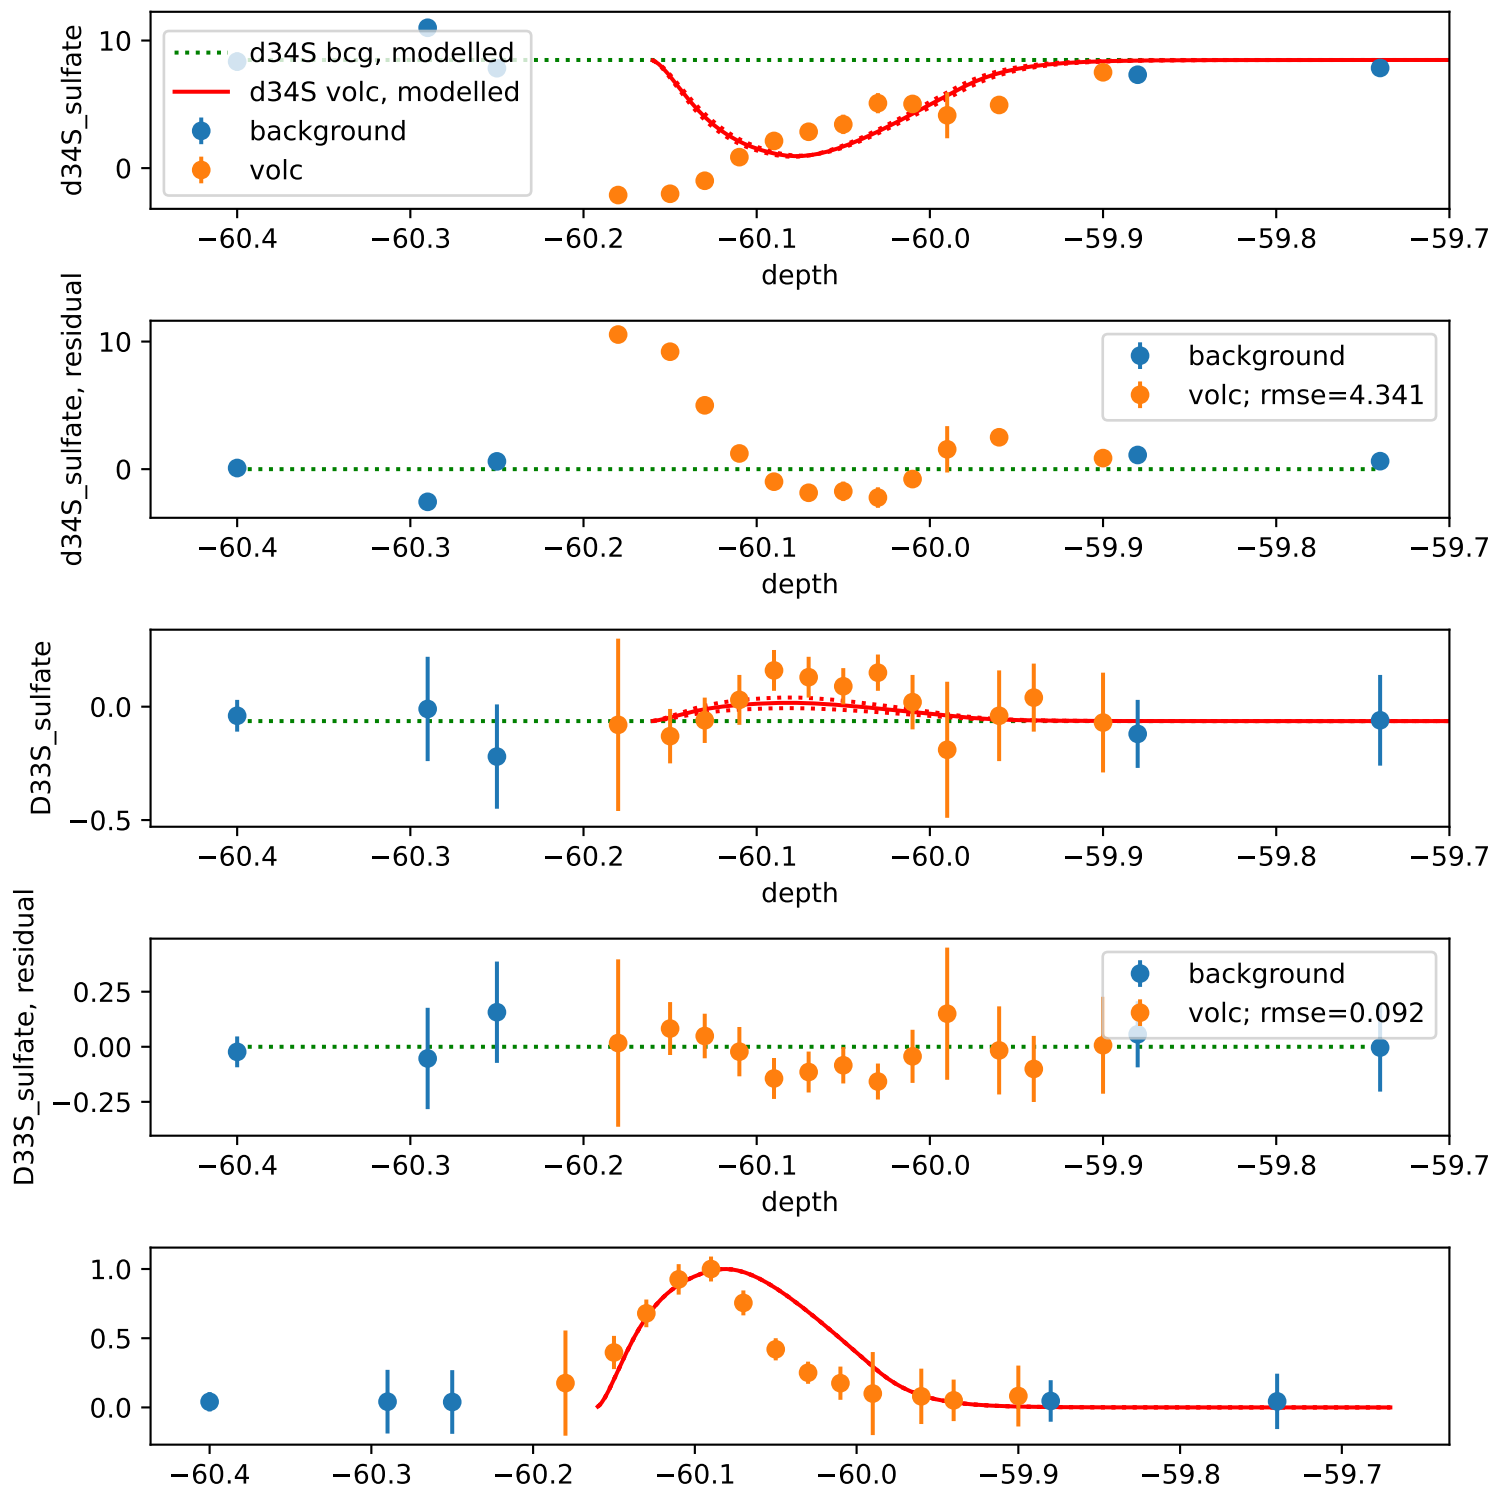 d34S_sulfate
10
0
d34S bcg, modelled
d34S volc, modelled
background
volc
−60.4 −60.3 −60.2 −60.1 −60.0 −59.9 −59.8 −59.7
depth
d34S_sulfate, residual
10
0
background
volc; rmse=4.341
−60.4 −60.3 −60.2 −60.1 −60.0 −59.9 −59.8 −59.7
depth
D33S_sulfate
0.0
−0.5
−60.4 −60.3 −60.2 −60.1 −60.0 −59.9 −59.8 −59.7
depth
D33S_sulfate, residual
0.25
0.00
−0.25
background
volc; rmse=0.092
−60.4 −60.3 −60.2 −60.1 −60.0 −59.9 −59.8 −59.7
depth
1.0
0.5
0.0
−60.4 −60.3 −60.2 −60.1 −60.0 −59.9 −59.8 −59.7